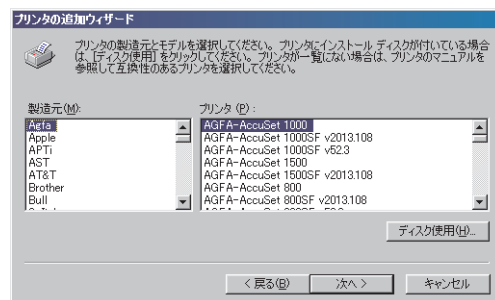 プリンタの追加ウィザード
プリンタの製造元とモデルを選択してください。プリンタにインストール ディスクが付いている場合
は、[ディスク使用] をクリックしてください。プリンタが一覧にない場合は、プリンタのマニュアルを
参照して互換性のあるプリンタを選択してください。
製造元(M):
Agfa
Apple
APTi
AST
AT&T
Brother
Bull
プリンタ (P) :
AGFA-AccuSet 1000
AGFA-AccuSet 1000SF v2013.108
AGFA-AccuSet 1000SF v52.3
AGFA-AccuSet 1500
AGFA-AccuSet 1500SF v2013.108
AGFA-AccuSet 800
AGFA-AccuSet 800SF v2013.108
ディスク使用(H)...
< 戻る(B)
次へ >
キャンセル